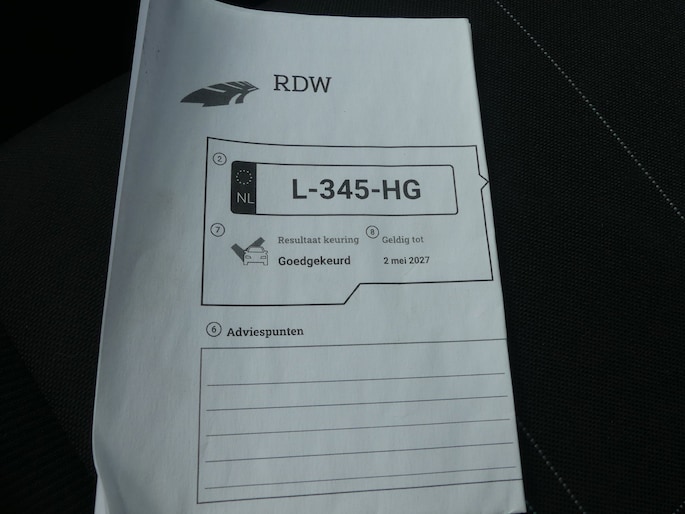 RDW
2
NL L-345-HG
7 Resultaat keuring 8 Geldig tot
Goedgekeurd 2 mei 2027
6 Adviespunten